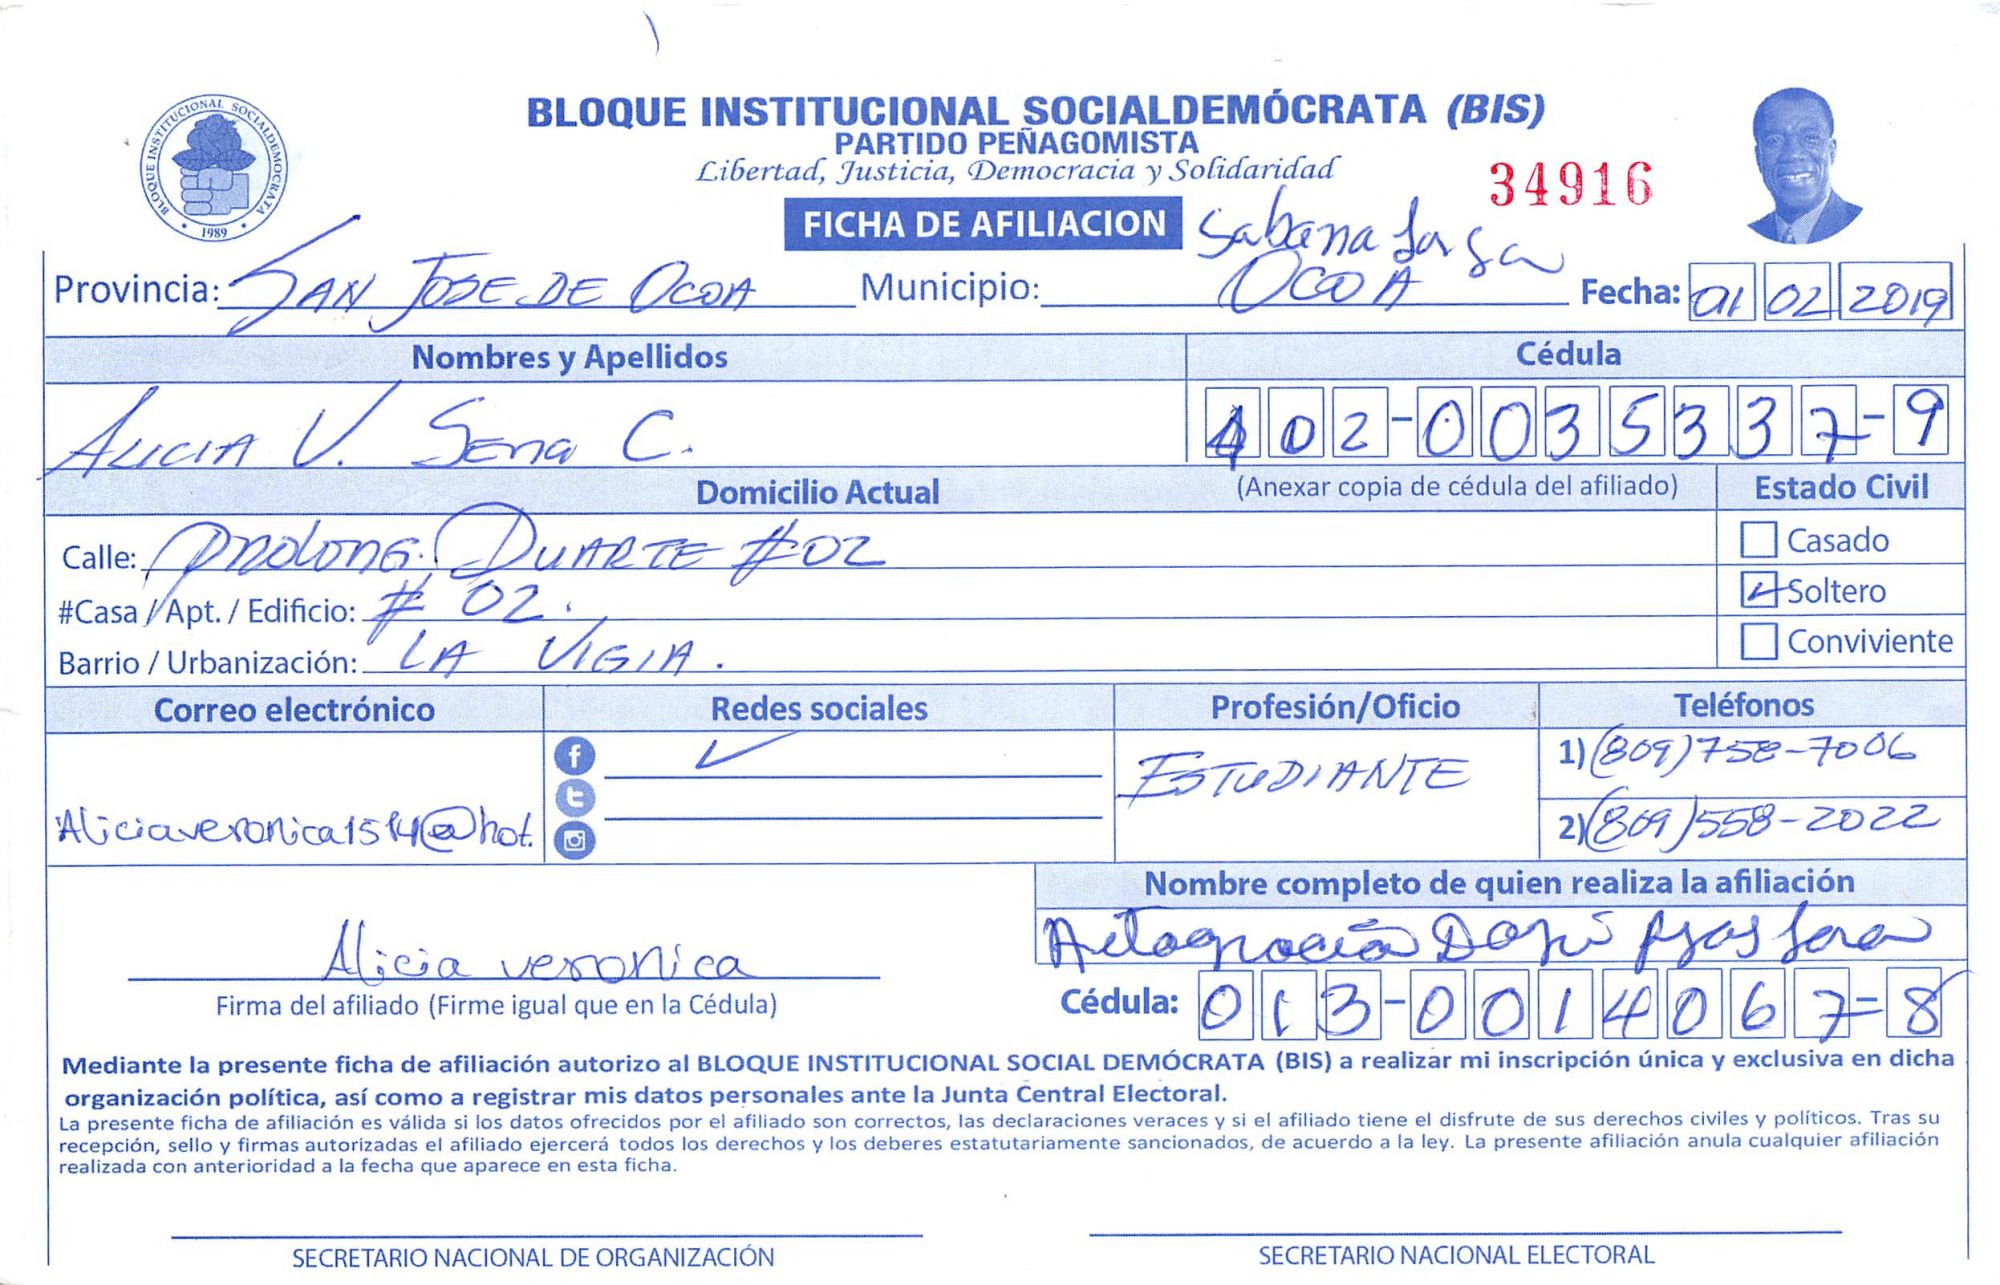 BLOQUE INSTITUCIONAL SOCIALDEMOCRATA
1989
BLOQUE INSTITUCIONAL SOCIALDEMÓCRATA (BIS)
PARTIDO PEÑAGOMISTA
Libertad, Justicia, Democracia y Solidaridad
34916
FICHA DE AFILIACION
Sabana Larga
Provincia: SAN JOSE DE OCOA Municipio: OCOA Fecha: 01 02 2019
Nombres y Apellidos Cédula
ALICIA V. Sena C. 402-0035337-9
Domicilio Actual (Anexar copia de cédula del afiliado) Estado Civil
Calle: Prolong. DUARTE #02 Casado
#Casa / Apt. / Edificio: # 02. Soltero
Barrio / Urbanización: LA VIGIA. Conviviente
Correo electrónico Redes sociales Profesión/Oficio Teléfonos
ESTUDIANTE 1) (809) 758-7006
Aliciaveronica1514@hot. 2) (809) 558-2022
Nombre completo de quien realiza la afiliación
Alicia veronica
Firma del afiliado (Firme igual que en la Cédula) Cédula: 013-0014067-8
Mediante la presente ficha de afiliación autorizo al BLOQUE INSTITUCIONAL SOCIAL DEMÓCRATA (BIS) a realizar mi inscripción única y exclusiva en dicha
organización política, así como a registrar mis datos personales ante la Junta Central Electoral.
La presente ficha de afiliación es válida si los datos ofrecidos por el afiliado son correctos, las declaraciones veraces y si el afiliado tiene el disfrute de sus derechos civiles y políticos. Tras su
recepción, sello y firmas autorizadas el afiliado ejercerá todos los derechos y los deberes estatutariamente sancionados, de acuerdo a la ley. La presente afiliación anula cualquier afiliación
realizada con anterioridad a la fecha que aparece en esta ficha.
SECRETARIO NACIONAL DE ORGANIZACIÓN SECRETARIO NACIONAL ELECTORAL